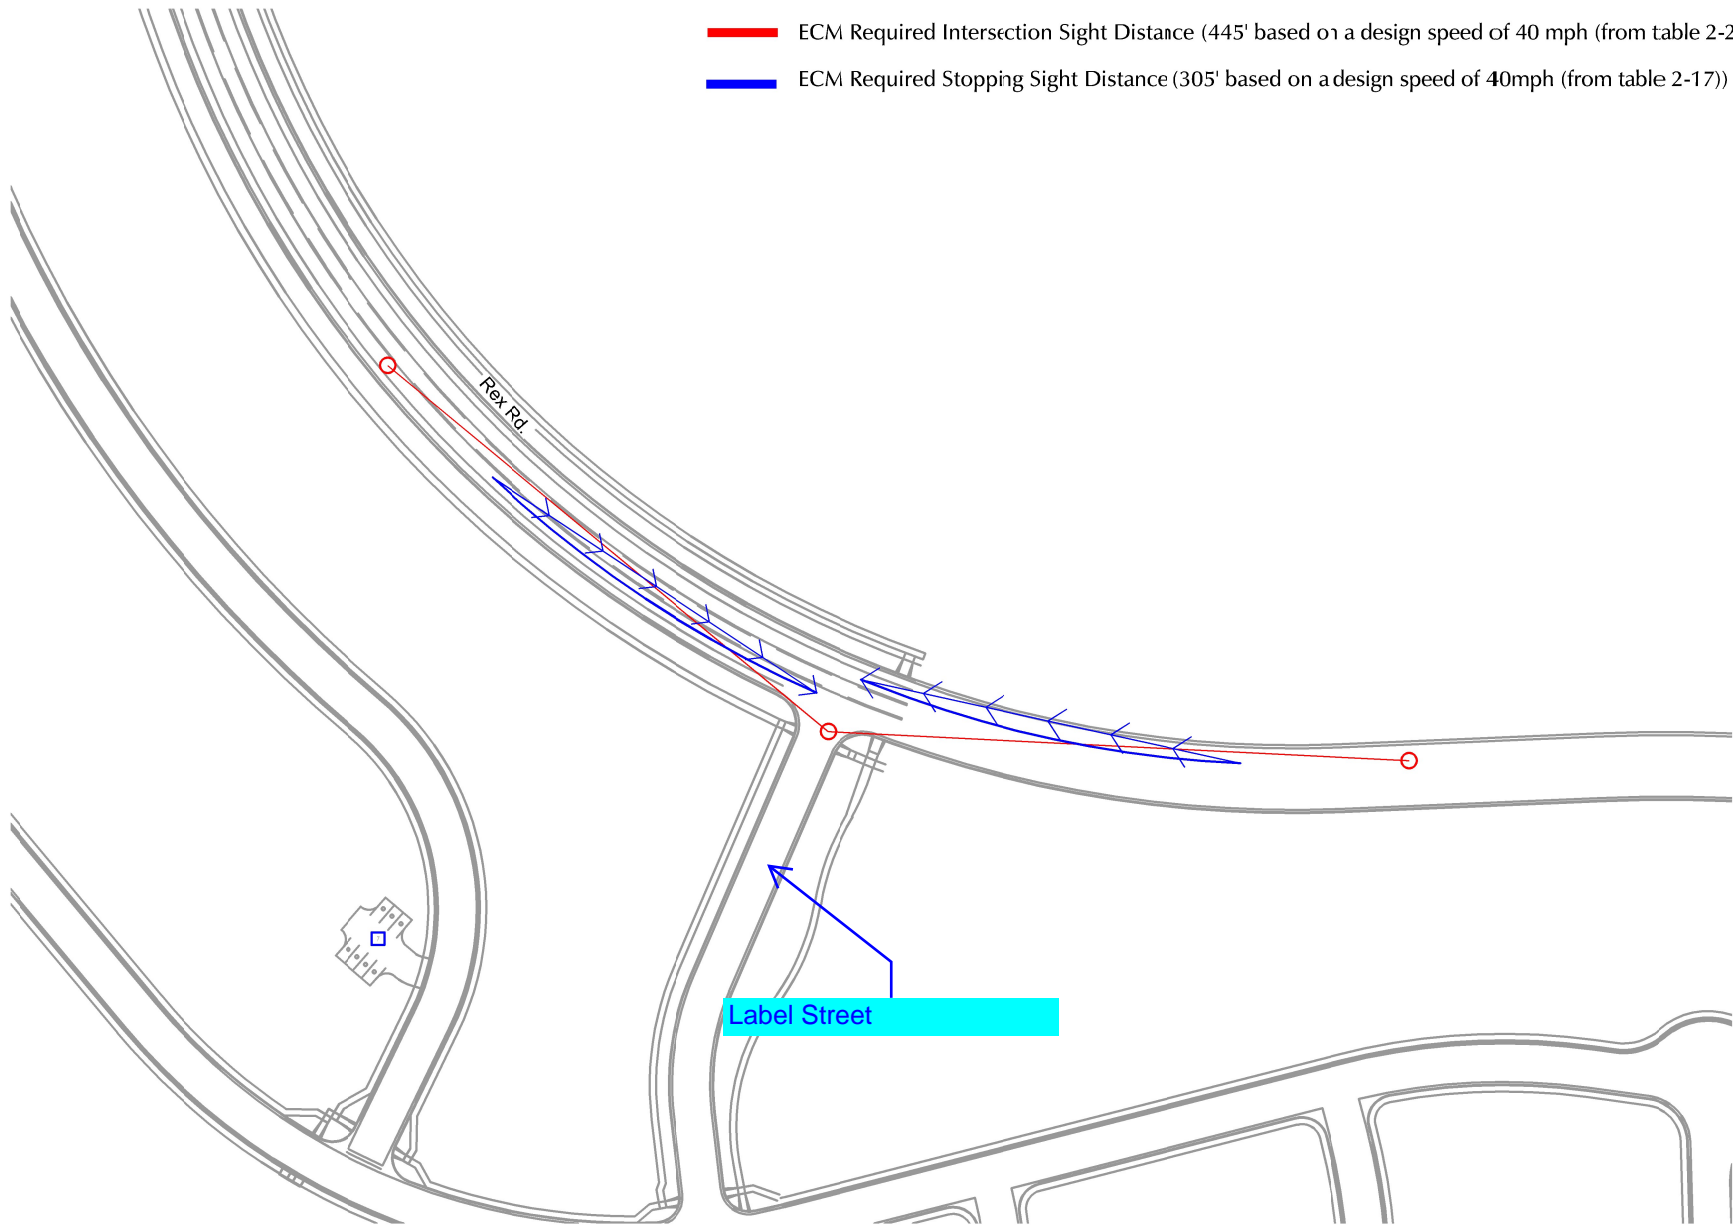 ECM Required Intersection Sight Distance (445' based on a design speed of 40 mph (from table 2-2
ECM Required Stopping Sight Distance (305' based on a design speed of 40mph (from table 2-17))
Rex Rd.
Label Street